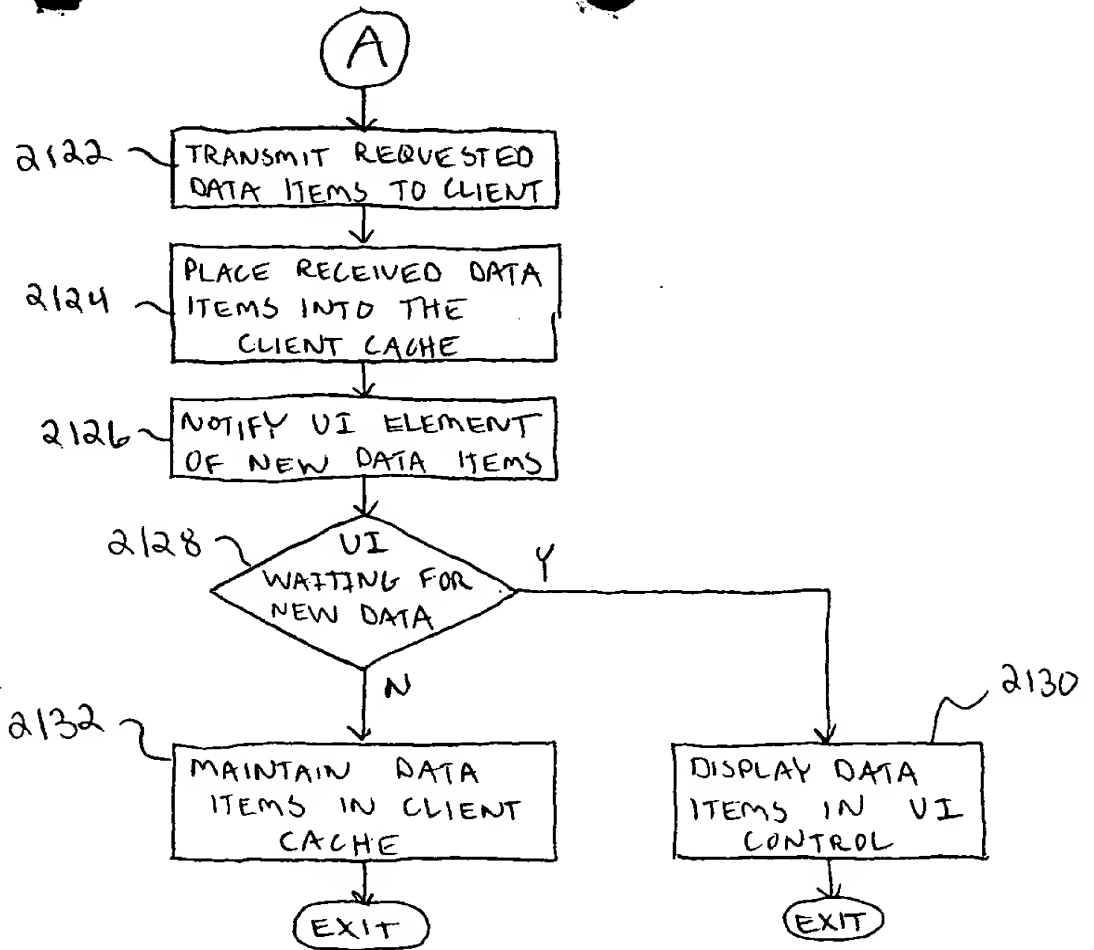 A
2122
TRANSMIT REQUESTED
DATA ITEMS TO CLIENT
2124
PLACE RECEIVED DATA
ITEMS INTO THE
CLIENT CACHE
2126
NOTIFY UI ELEMENT
OF NEW DATA ITEMS
2128
UI
WAITING FOR
NEW DATA
Y
N
2132
MAINTAIN DATA
ITEMS IN CLIENT
CACHE
EXIT
2130
DISPLAY DATA
ITEMS IN UI
CONTROL
EXIT